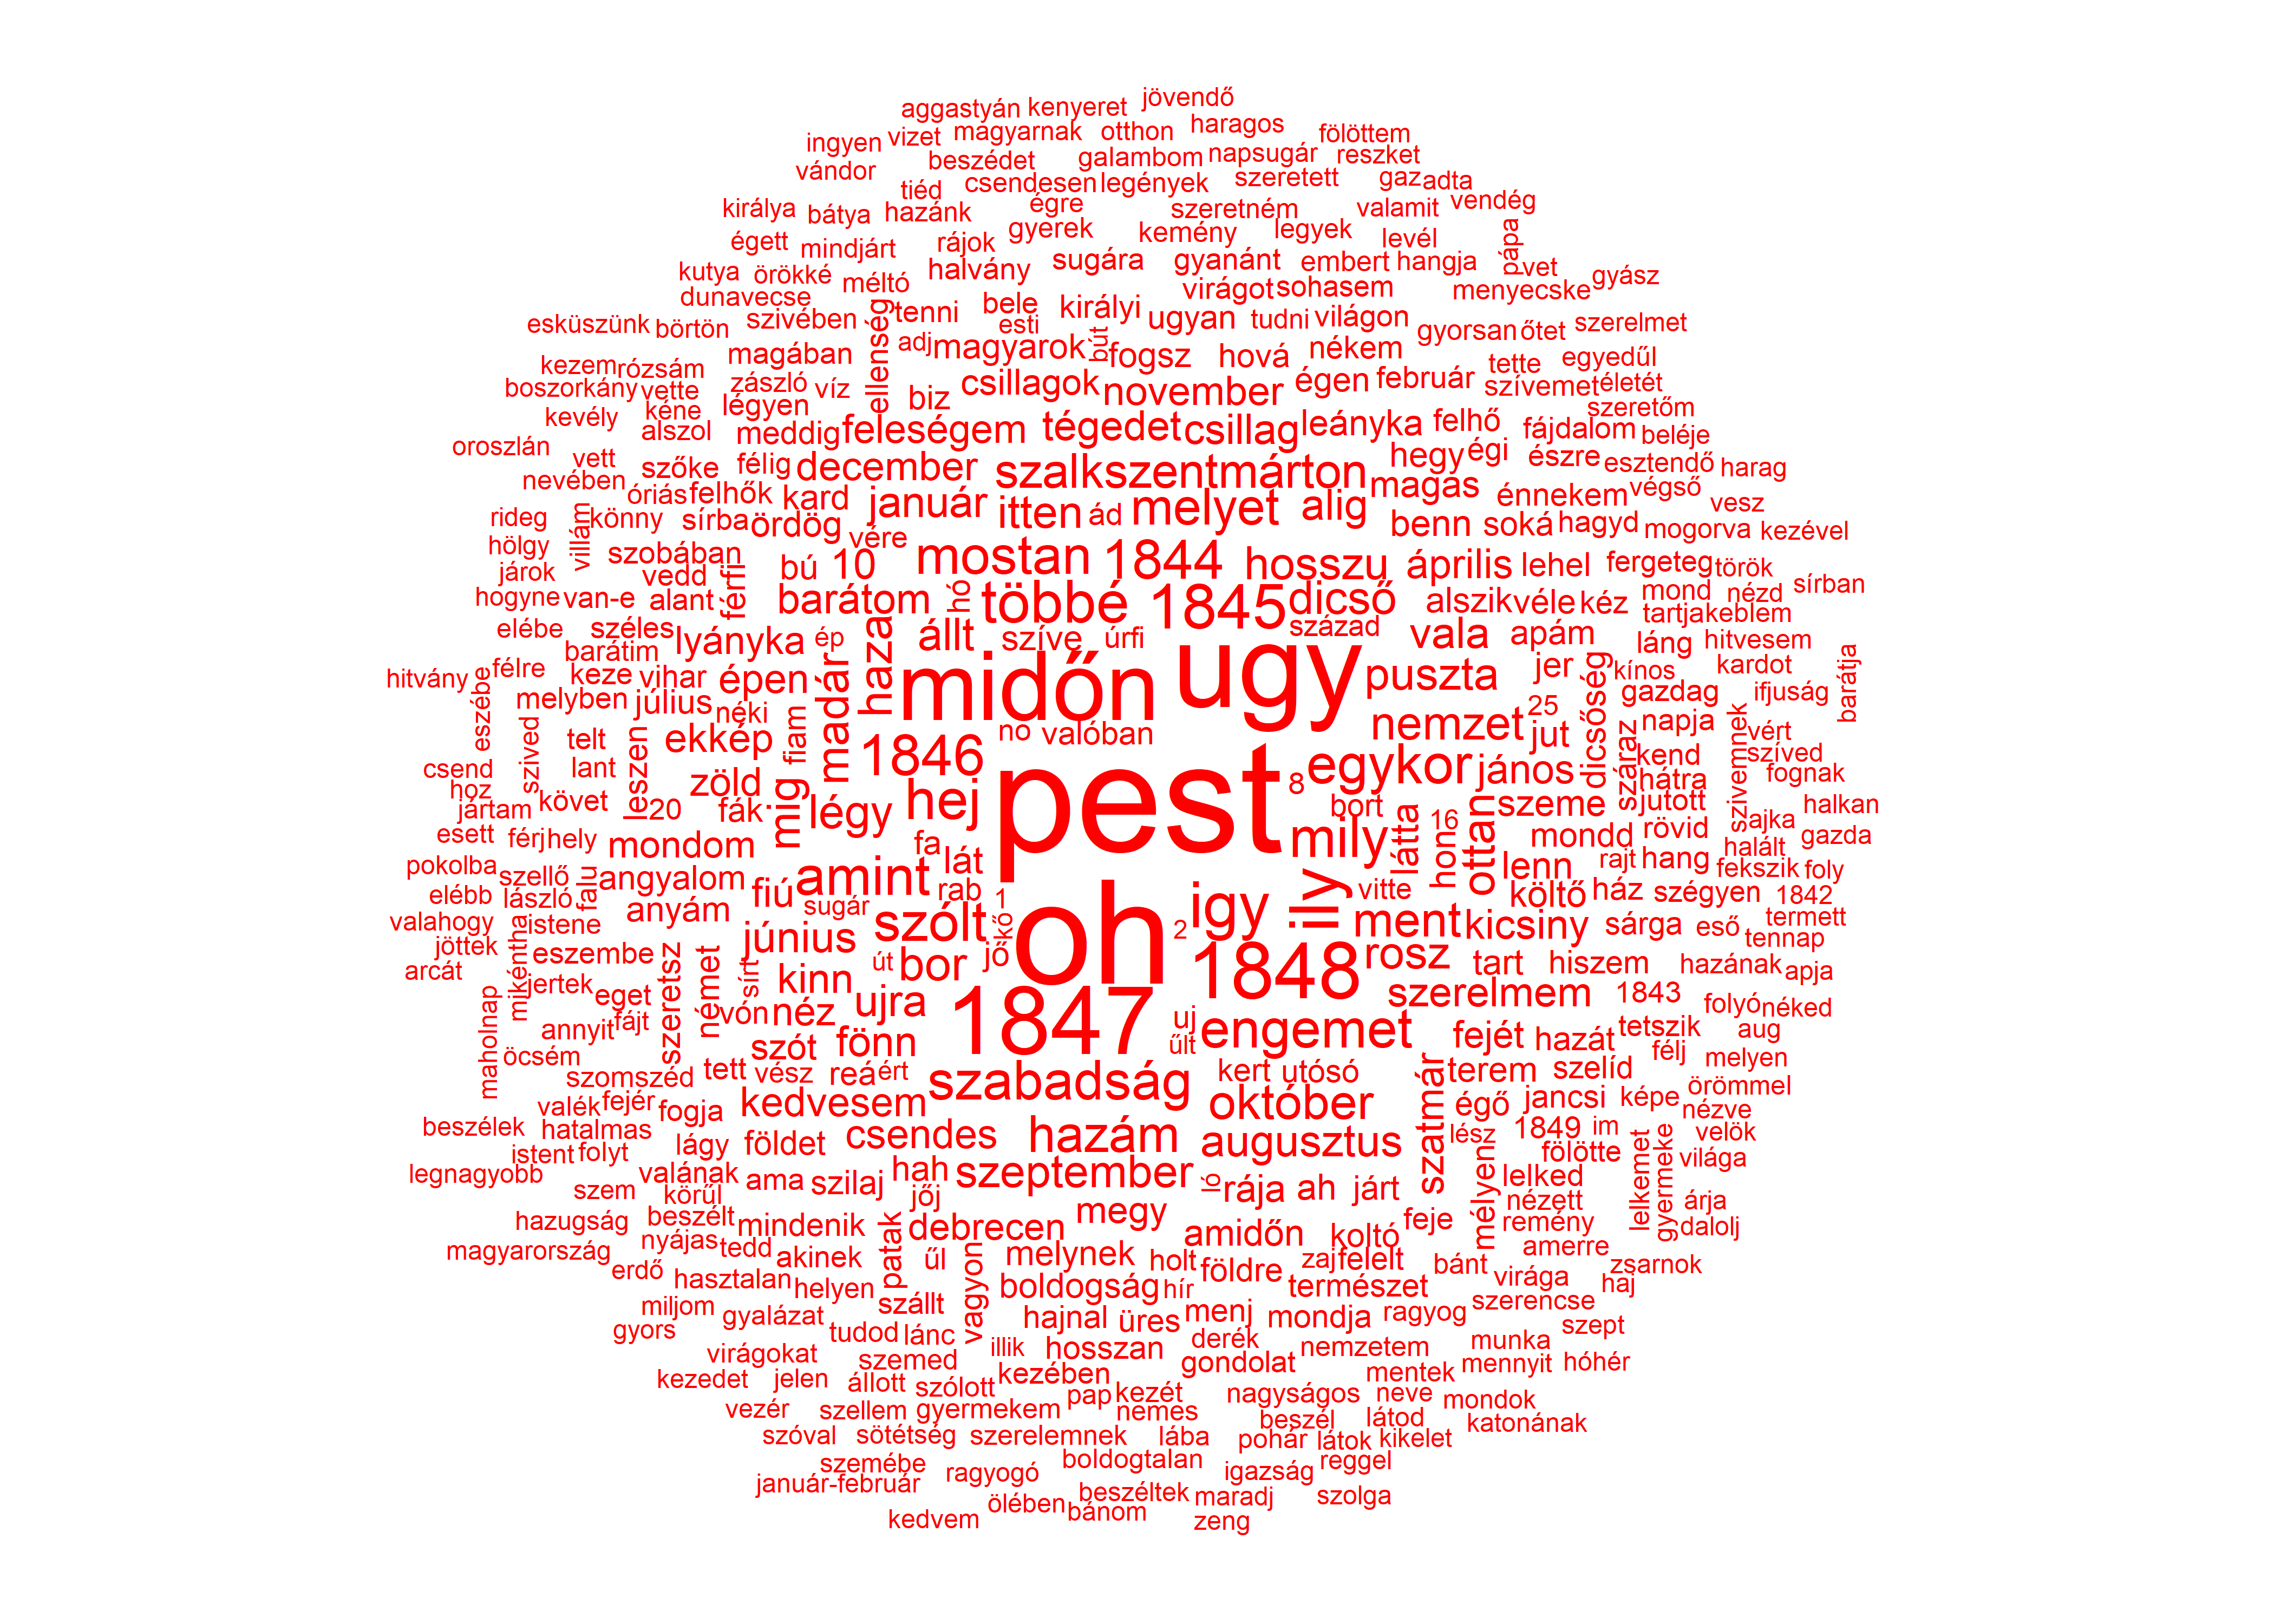 aggastyán kenyeret jövendő
ingyen vizet magyarnak otthon haragos fölöttem
vándor beszédet galambom napsugár reszket
tiéd csendesen legények szeretett gaz adta
királya bátya hazánk égre szeretném valamit vendég
égett mindjárt rájok gyerek kemény legyek levél pápa
kutya örökké méltó halvány sugára gyanánt embert hangja vet gyász
dunavecse virágot sohasem menyecske
esküszünk börtön szivében ellenség tenni bele esti királyi ugyan tudni világon gyorsan őtet szerelmet
kezem rózsám magában adj magyarok bút fogsz hová nékem tette egyedűl
boszorkány vette zászló víz biz csillagok november égen február szívemet életét
kevély kéne légyen szeretőm
oroszlán alszol meddig feleségem tégedet csillag leányka felhő fájdalom beléje
vett szőke félig december szalkszentmárton hegy égi észre esztendő harag
nevében óriás felhők kard január itten ád melyet alig magas énnekem végső vesz
rideg villám könny sírba ördög vére benn soká hagyd mogorva kezével
hölgy szobában bú 10 mostan 1844 hosszu április lehel fergeteg török
járok vedd férfi mond nézd sírban
hogyne van-e alant barátom hó többé 1845 dicső alszik véle kéz tartja keblem
elébe széles lyányka ép haza állt szíve úrfi század vala apám láng hitvesem
barátim midőn ugy
hitvány eszébe félre keze vihar épen madár puszta jer dicsőség kínos kardot barátja
melyben július néki fiam nemzet 25 gazdag ifjuság
szived telt ekkép 1846 no valóban jut száraz napja szivemnek vért
csend lant leszen zöld mig pest 8 egykor jános kend szíved
hoz hátra fognak
jártam követ 20 fák légy hej bort szeme jutott halkan
esett férj hely mondom fa mily látta hon 16 ottan mondd rövid sajka gazda
pokolba szellő falu angyalom fiú amint lát lenn rajt hang halált fekszik foly
elébb lászló anyám sugár rab 1 oh igy ily vitte költő ház szégyen 1842
valahogy mikéntha istene szólt kő 2 ment kicsiny sárga eső termett
jöttek eszembe szeretsz német június jő tennap
arcát jertek sírt kinn út bor 1848 rosz tart hiszem hazának apja
maholnap eget vón néz ujra 1847 uj szerelmem 1843 folyó néked
annyit fájt szót fönn űlt engemet fejét hazát tetszik aug
öcsém szomszéd tett vész reá ért szabadság kert utósó szatmár terem szelíd félj melyen
valék fejér fogja kedvesem október égő jancsi képe örömmel
beszélek hatalmas lágy földet csendes hazám augusztus lész 1849 im nézve velök
istent folyt fölötte lelkemet gyermeke
legnagyobb valának ama szilaj hah szeptember ló rája ah járt mélyen lelked világa
szem körűl jőj nézett árja
hazugság beszélt mindenik patak debrecen megy amidőn koltó feje remény dalolj
magyarország nyájas tedd akinek űl vagyon melynek holt zaj felelt bánt amerre zsarnok
erdő hasztalan helyen boldogság hír földre természet virága haj
miljom gyalázat szállt hajnal üres menj mondja ragyog szerencse
gyors tudod lánc illik hosszan derék nemzetem munka szept
virágokat szemed gondolat mentek mennyit hóhér
kezedet jelen állott szólott kezében pap kezét nagyságos neve mondok
vezér szellem gyermekem nemes beszél látod katonának
szóval sötétség szerelemnek lába pohár látok kikelet
szemébe ragyogó boldogtalan igazság reggel
január-február ölében beszéltek maradj szolga
kedvem bánom zeng